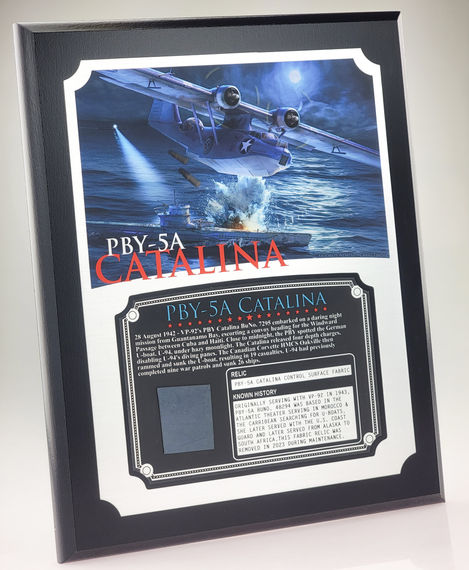 PBY-5A
CATALINA
PBY-5A CATALINA
28 August 1942 - VP-92's PBY Catalina BuNo. 7295 embarked on a daring night
mission from Guantanamo Bay, escorting a convoy heading for the Windward
Passage between Cuba and Haiti. Close to midnight, the PBY spotted the German
U-boat, U-94, under hazy moonlight. The Catalina released four depth charges
disabling U-94's diving panes. The Canadian Corvette HMCS Oakville then
rammed and sunk the U-boat, resulting in 19 casualties. U-94 had previously
completed nine war patrols and sunk 26 ships.
RELIC
PBY-5A CATALINA CONTROL SURFACE FABRIC
KNOWN HISTORY
ORIGINALLY SERVING WITH VP-92 IN 1943,
PBY-5A BUNO. 48294 WAS BASED IN THE
ATLANTIC THEATER SERVING IN MOROCCO &
THE CARRIBEAN SEARCHING FOR U-BOATS.
SHE LATER SERVED WITH THE U.S. COAST
GUARD AND LATER SERVED FROM ALASKA TO
SOUTH AFRICA.THIS FABRIC RELIC WAS
REMOVED IN 2023 DURING MAINTENANCE.